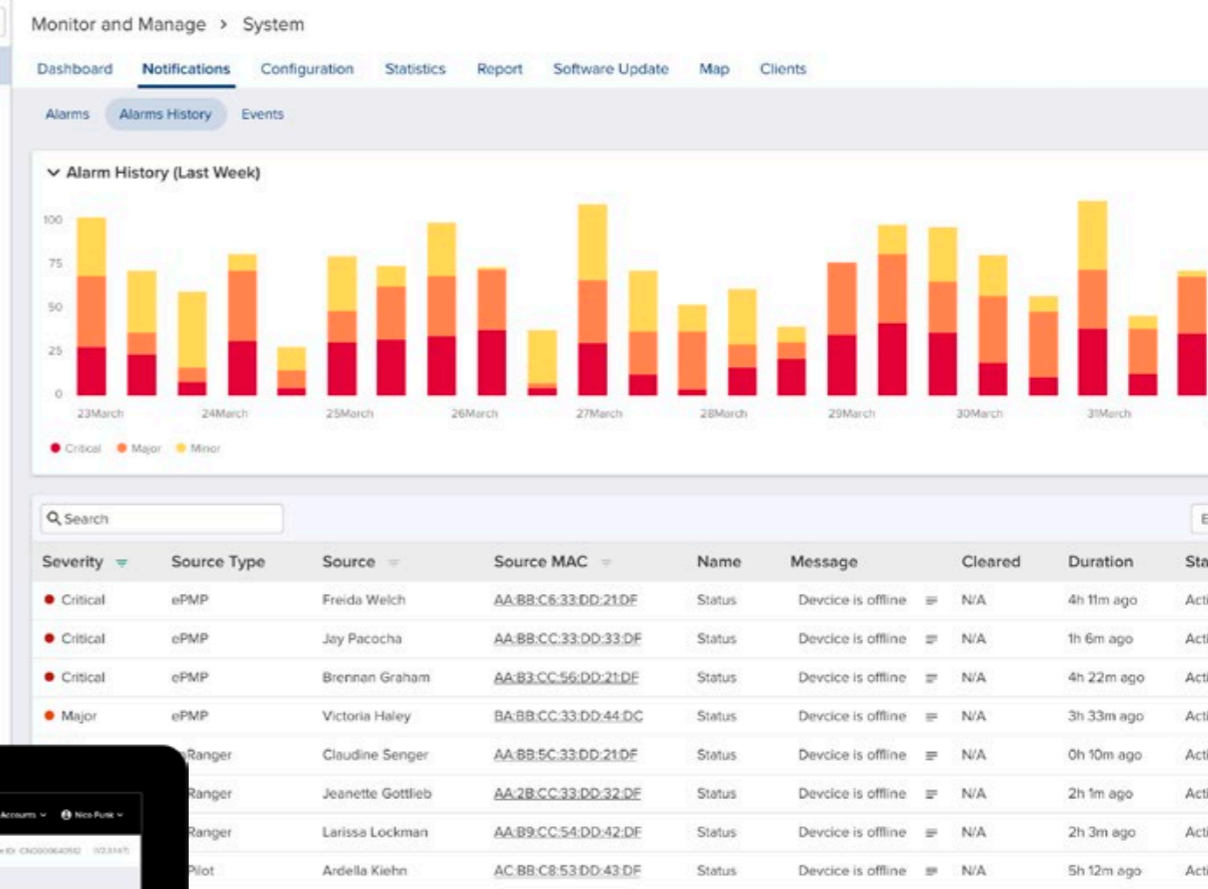 Monitor and Manage > System
Dashboard Notifications Configuration Statistics Report Software Update Map Clients
Alarms Alarms History Events
Alarm History (Last Week)
100
75
50
25
0
23March 24March 25March 26March 27March 28March 29March 30March 31March
Critical Major Minor
Search
Severity Source Type Source Source MAC Name Message Cleared Duration
Critical ePMP Freida Welch AA:BB:C6:33:DD:21:DF Status Devcice is offline N/A 4h 11m ago
Critical ePMP Jay Pacocha AA:BB:CC:33:DD:33:DF Status Devcice is offline N/A 1h 6m ago
Critical ePMP Brennan Graham AA:B3:CC:56:DD:21:DF Status Devcice is offline N/A 4h 22m ago
Major ePMP Victoria Haley BA:BB:CC:33:DD:44:DC Status Devcice is offline N/A 3h 33m ago
Claudine Senger AA:BB:5C:33:DD:21:DF Status Devcice is offline N/A 0h 10m ago
Jeanette Gottlieb AA:2B:CC:33:DD:32:DF Status Devcice is offline N/A 2h 1m ago
Larissa Lockman AA:B9:CC:54:DD:42:DF Status Devcice is offline N/A 2h 3m ago
Ardella Kiehn AC:BB:C8:53:DD:43:DF Status Devcice is offline N/A 5h 12m ago
Accounts Nico Funk